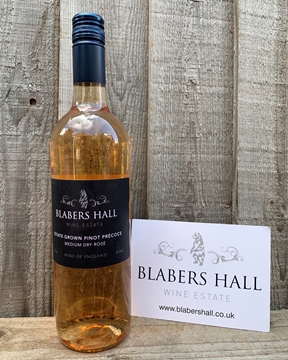 BLABERS HALL
WINE ESTATE
ESTATE GROWN PINOT PRECOCE
MEDIUM DRY ROSÉ
WINE OF ENGLAND
BLABERS HALL
WINE ESTATE
www.blabershall.co.uk